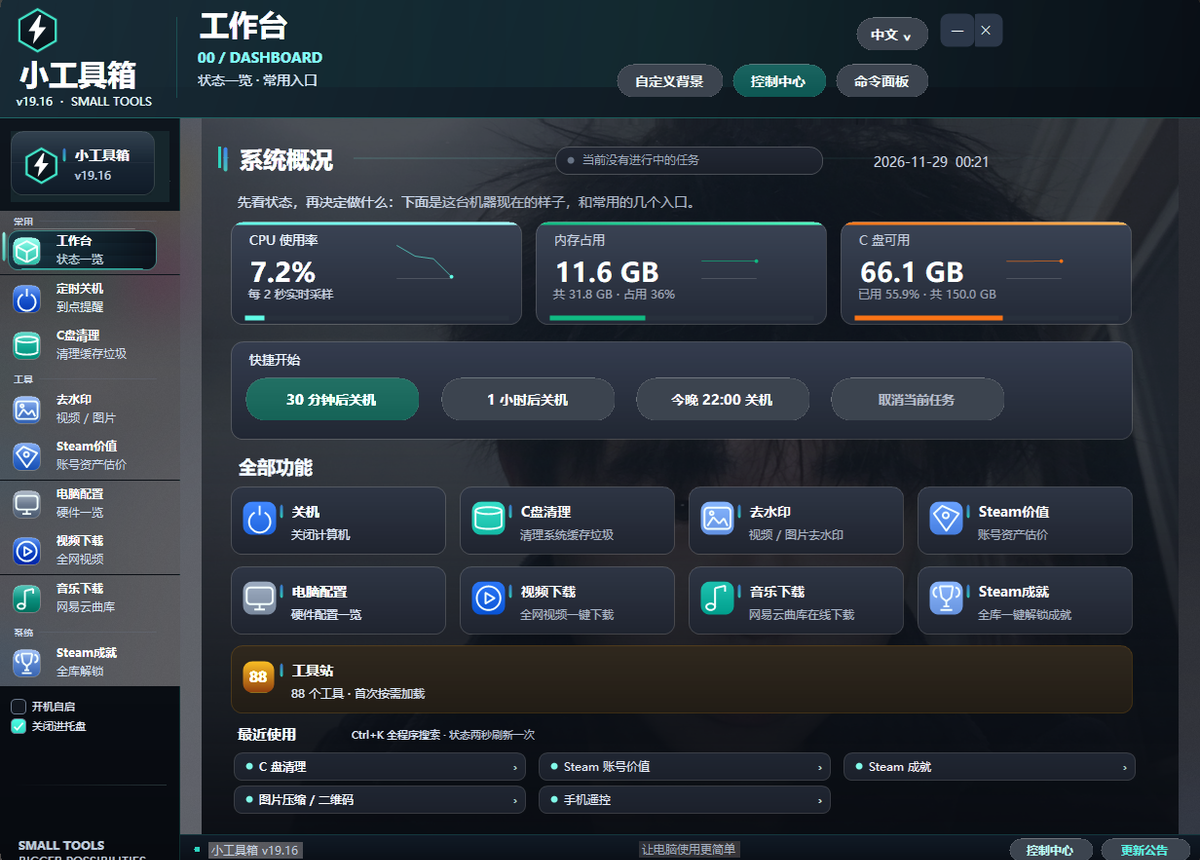 小工具箱
v19.16 · SMALL TOOLS
工作台
00 / DASHBOARD
状态一览 · 常用入口
中文
自定义背景
控制中心
命令面板
小工具箱
v19.16
常用
工作台
状态一览
定时关机
到点提醒
C盘清理
清理缓存垃圾
工具
去水印
视频 / 图片
Steam价值
账号资产估价
电脑配置
硬件一览
视频下载
全网视频
音乐下载
网易云曲库
系统
Steam成就
全库解锁
开机自启
关闭进托盘
SMALL TOOLS
BIGGER POSSIBILITIES
系统概况
当前没有进行中的任务
2026-11-29 00:21
先看状态，再决定做什么：下面是这台机器现在的样子，和常用的几个入口。
CPU 使用率
7.2%
每 2 秒实时采样
内存占用
11.6 GB
共 31.8 GB · 占用 36%
C 盘可用
66.1 GB
已用 55.9% · 共 150.0 GB
快捷开始
30 分钟后关机
1 小时后关机
今晚 22:00 关机
取消当前任务
全部功能
关机
关闭计算机
C盘清理
清理系统缓存垃圾
去水印
视频 / 图片去水印
Steam价值
账号资产估价
电脑配置
硬件配置一览
视频下载
全网视频一键下载
音乐下载
网易云曲库在线下载
Steam成就
全库一键解锁成就
88
工具站
88 个工具 · 首次按需加载
最近使用
Ctrl+K 全程序搜索 · 状态两秒刷新一次
C 盘清理
Steam 账号价值
Steam 成就
图片压缩 / 二维码
手机遥控
小工具箱 v19.16
让电脑使用更简单
控制中心
更新公告